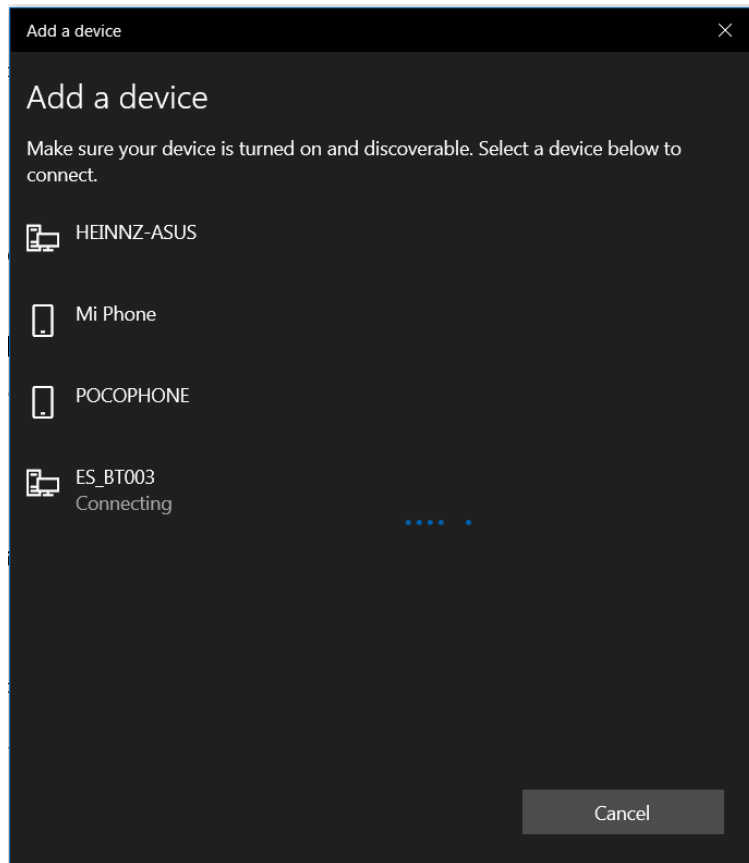 Add a device
Add a device
Make sure your device is turned on and discoverable. Select a device below to
connect.
HEINNZ-ASUS
Mi Phone
POCOPHONE
ES_BT003
Connecting
Cancel